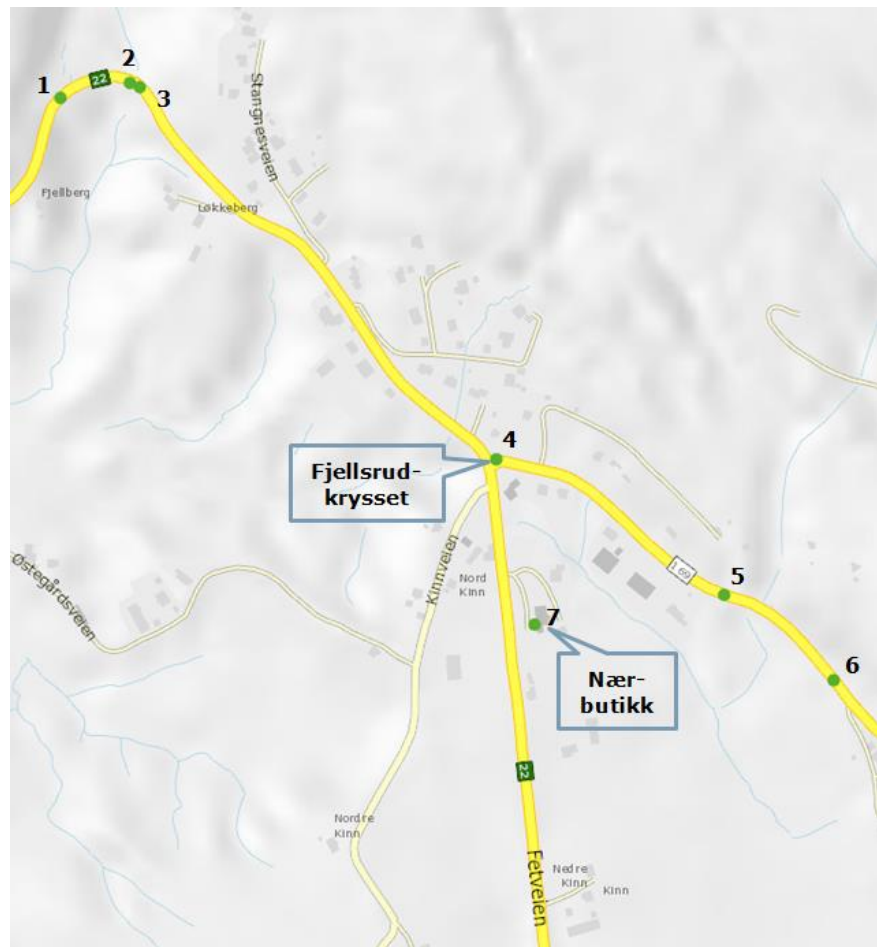 1
22
2
3
Stangnesveien
Fjellberg
Løkkeberg
4
Fjellsrud-
krysset
Østegårdsveien
Kinnveien
Nord
Kinn
169
5
7
Nær-
butikk
6
22
Nordre
Kinn
Fetveien
Nedre
Kinn
Kinn